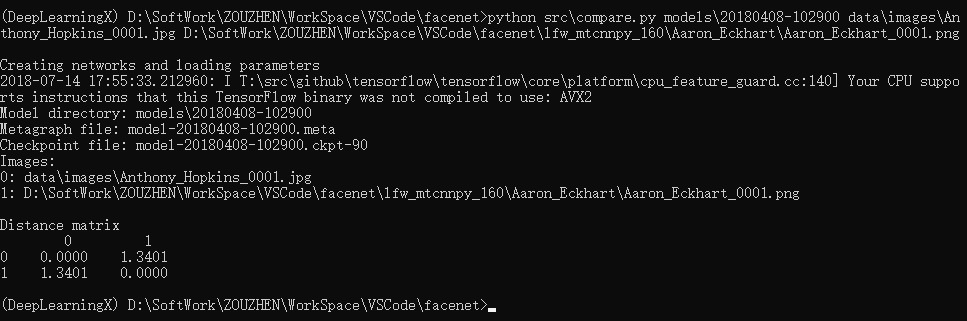 (DeepLearningX) D:\SoftWork\ZOUZHEN\WorkSpace\VSCode\facenet>python src\compare.py models\20180408-102900 data\images\An
thony_Hopkins_0001.jpg D:\SoftWork\ZOUZHEN\WorkSpace\VSCode\facenet\lfw_mtcnnpy_160\Aaron_Eckhart\Aaron_Eckhart_0001.png
Creating networks and loading parameters
2018-07-14 17:55:33.212960: I T:\src\github\tensorflow\tensorflow\core\platform\cpu_feature_guard.cc:140] Your CPU suppo
rts instructions that this TensorFlow binary was not compiled to use: AVX2
Model directory: models\20180408-102900
Metagraph file: model-20180408-102900.meta
Checkpoint file: model-20180408-102900.ckpt-90
Images:
0: data\images\Anthony_Hopkins_0001.jpg
1: D:\SoftWork\ZOUZHEN\WorkSpace\VSCode\facenet\lfw_mtcnnpy_160\Aaron_Eckhart\Aaron_Eckhart_0001.png
Distance matrix
0 1
0 0.0000 1.3401
1 1.3401 0.0000
(DeepLearningX) D:\SoftWork\ZOUZHEN\WorkSpace\VSCode\facenet>